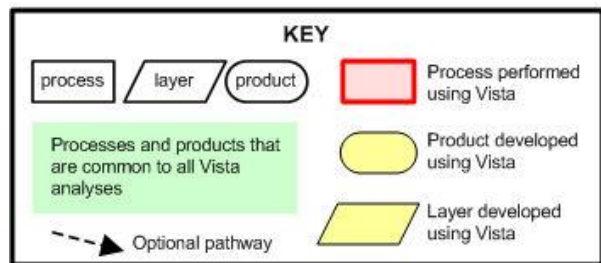 KEY
process
layer
product
Process performed
using Vista
Processes and products that
are common to all Vista
analyses
Product developed
using Vista
Optional pathway
Layer developed
using Vista